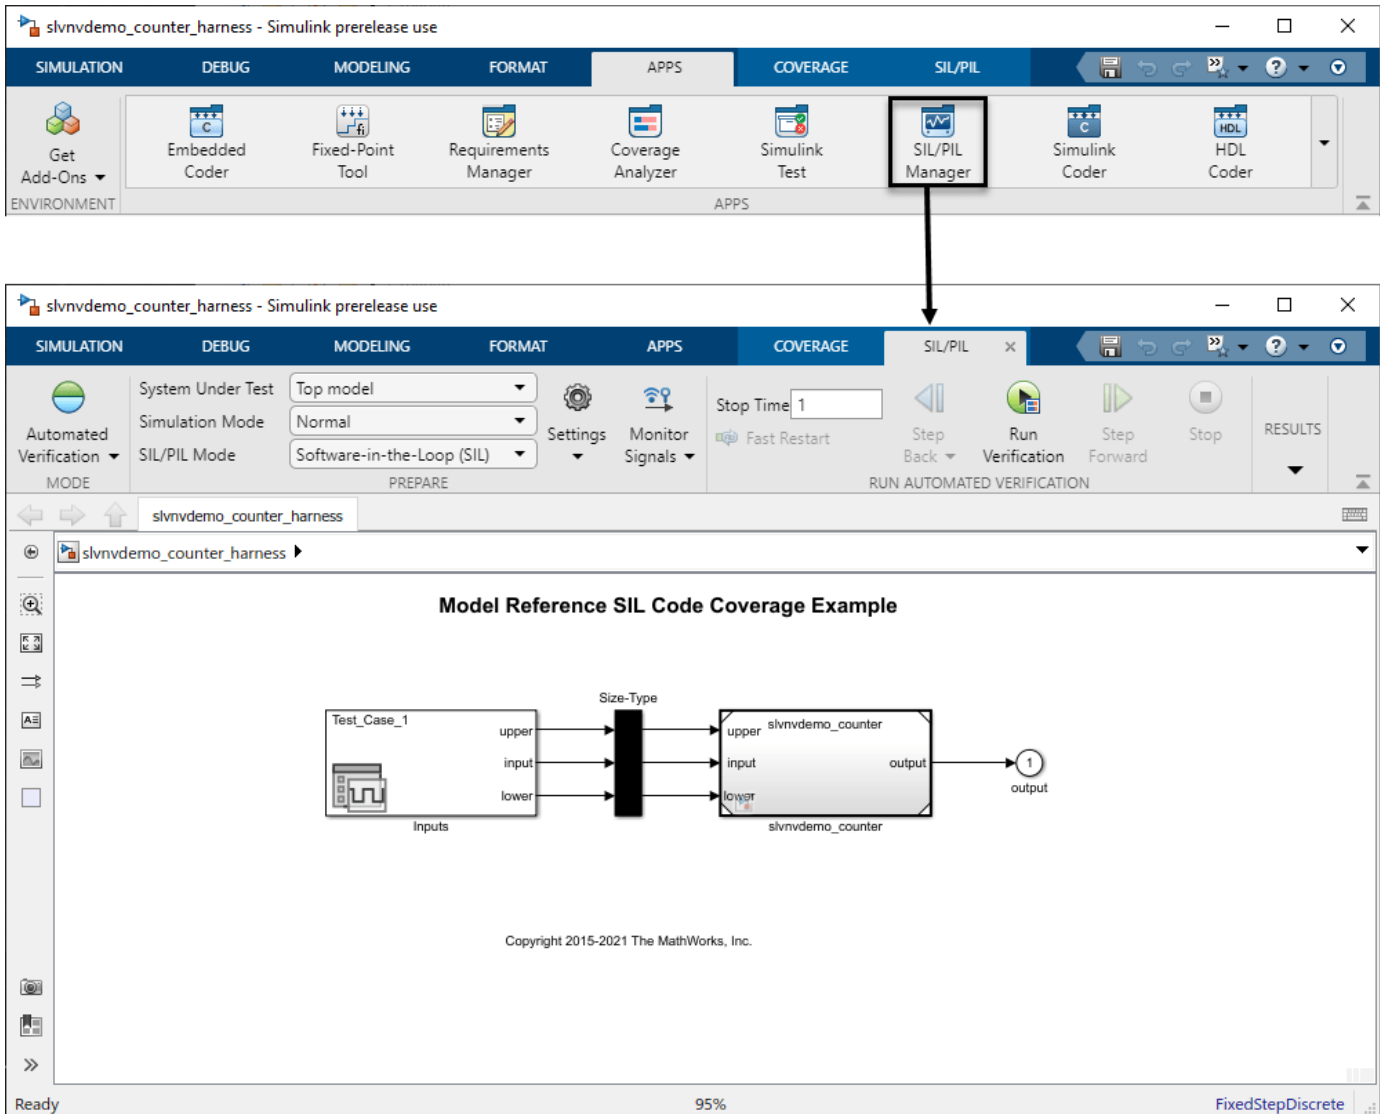 slvnvdemo_counter_harness - Simulink prerelease use
SIMULATION DEBUG MODELING FORMAT APPS COVERAGE SIL/PIL
Get Add-Ons
Embedded Coder
Fixed-Point Tool
Requirements Manager
Coverage Analyzer
Simulink Test
SIL/PIL Manager
Simulink Coder
HDL Coder
ENVIRONMENT APPS
slvnvdemo_counter_harness - Simulink prerelease use
SIMULATION DEBUG MODELING FORMAT APPS COVERAGE SIL/PIL
Automated Verification
System Under Test Top model
Simulation Mode Normal
SIL/PIL Mode Software-in-the-Loop (SIL)
Settings
Monitor Signals
Stop Time 1
Fast Restart
Step Back
Run Verification
Step Forward
Stop
RESULTS
MODE PREPARE RUN AUTOMATED VERIFICATION
slvnvdemo_counter_harness
slvnvdemo_counter_harness
Model Reference SIL Code Coverage Example
Size-Type
Test_Case_1
upper
input
lower
Inputs
slvnvdemo_counter
upper
input
lower
output
slvnvdemo_counter
1
output
Copyright 2015-2021 The MathWorks, Inc.
Ready 95% FixedStepDiscrete